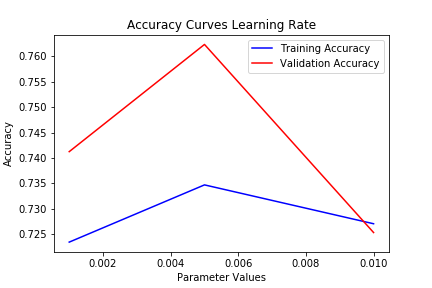 Accuracy Curves Learning Rate
Training Accuracy
Validation Accuracy
0.760
0.755
0.750
0.745
0.740
0.735
0.730
0.725
Accuracy
0.002 0.004 0.006 0.008 0.010
Parameter Values